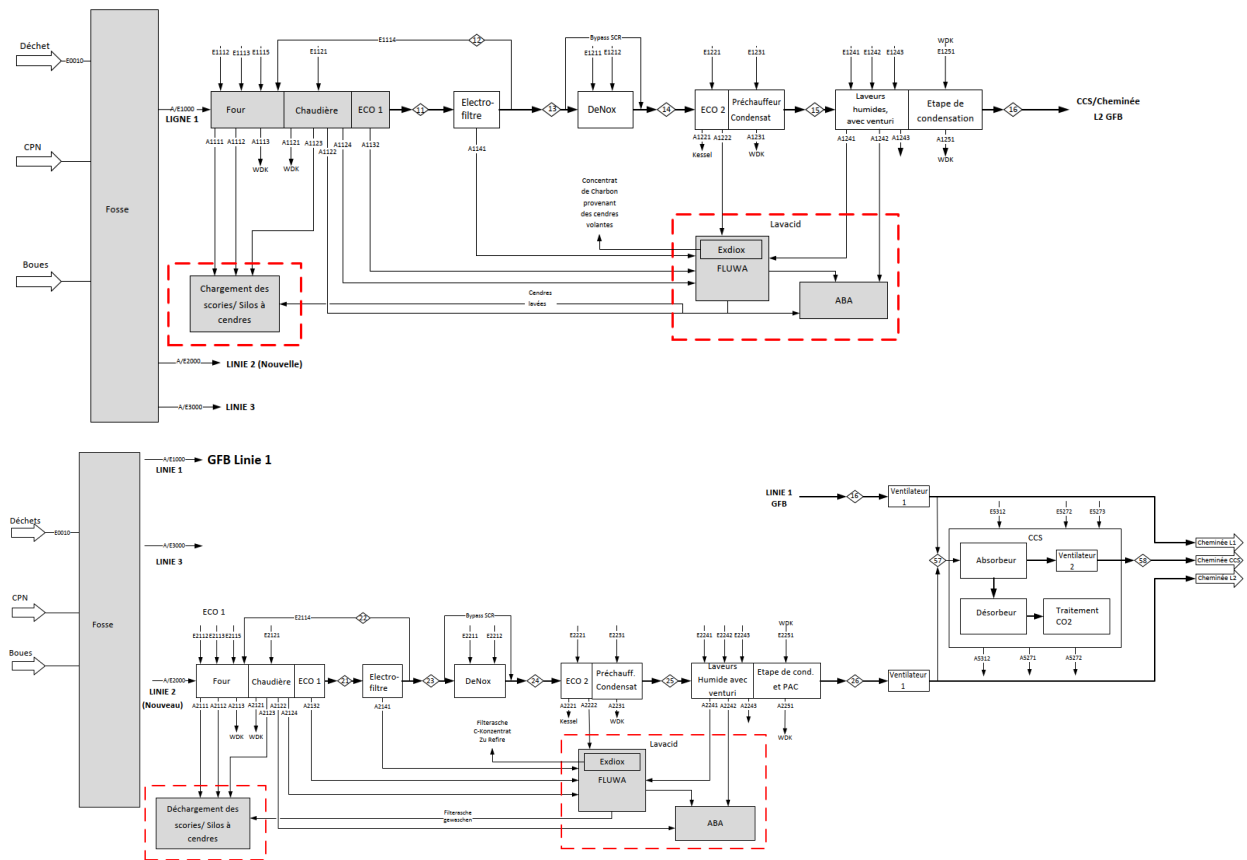 Déchet
E0010
CPN
Boues
Fosse
A/E1000
LIGNE 1
E1112
E1113
E1115
E1114
12
E1121
Four
Chaudière
ECO 1
11
Electro-
filtre
13
Bypass SCR
E1211
E1212
DeNox
14
E1221
E1231
ECO 2
Préchauffeur
Condensat
15
E1241
E1242
E1243
WDK
E1251
Laveurs
humides,
avec venturi
Etape de
condensation
16
CCS/Cheminée
L2 GFB
A1111
A1112
A1113
WDK
A1121
WDK
A1123
A1122
A1124
A1132
A1141
A1221
Kessel
A1222
A1231
WDK
A1241
A1242
A1243
A1251
WDK
Concentrat
de Charbon
provenant
des cendres
volantes
Lavacid
Exdiox
FLUWA
ABA
Chargement des
scories/ Silos à
cendres
Cendres
lavées
A/E2000
LINIE 2 (Nouvelle)
A/E3000
LINIE 3
A/E1000
LINIE 1
GFB Linie 1
Déchets
E0010
CPN
Boues
Fosse
A/E3000
LINIE 3
LINIE 1
GFB
16
Ventilateur
1
E5312
E5272
E5273
CCS
57
Absorbeur
Ventilateur
2
58
Cheminée L1
Cheminée CCS
Cheminée L2
Désorbeur
Traitement
CO2
A5312
A5271
A5272
ECO 1
E2112
E2113
E2115
E2114
22
E2121
A/E2000
LINIE 2
(Nouveau)
Four
Chaudière
ECO 1
21
Electro-
filtre
23
Bypass SCR
E2211
E2212
DeNox
24
E2221
E2231
ECO 2
Préchauff.
Condensat
25
E2241
E2242
E2243
WDK
E2251
Laveurs
Humide avec
venturi
Etape de cond.
et PAC
26
Ventilateur
1
A2111
A2112
A2113
WDK
A2121
WDK
A2123
A2122
A2124
A2132
A2141
A2221
Kessel
A2222
A2231
WDK
A2241
A2242
A2243
A2251
WDK
Filterasche
C-Konzentrat
Zu Refire
Lavacid
Exdiox
FLUWA
ABA
Déchargement des
scories/ Silos à
cendres
Filterasche
gewaschen